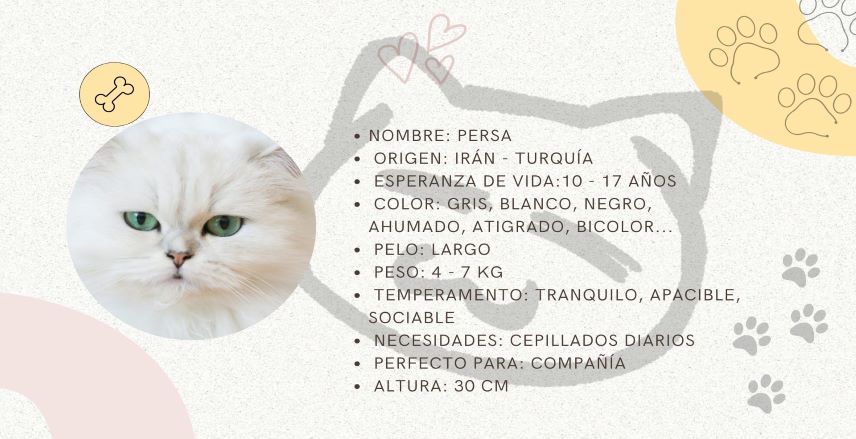 • NOMBRE: PERSA
• ORIGEN: IRÁN - TURQUÍA
• ESPERANZA DE VIDA:10 - 17 AÑOS
• COLOR: GRIS, BLANCO, NEGRO,
AHUMADO, ATIGRADO, BICOLOR...
• PELO: LARGO
• PESO: 4 - 7 KG
• TEMPERAMENTO: TRANQUILO, APACIBLE,
SOCIABLE
• NECESIDADES: CEPILLADOS DIARIOS
• PERFECTO PARA: COMPAÑÍA
• ALTURA: 30 CM